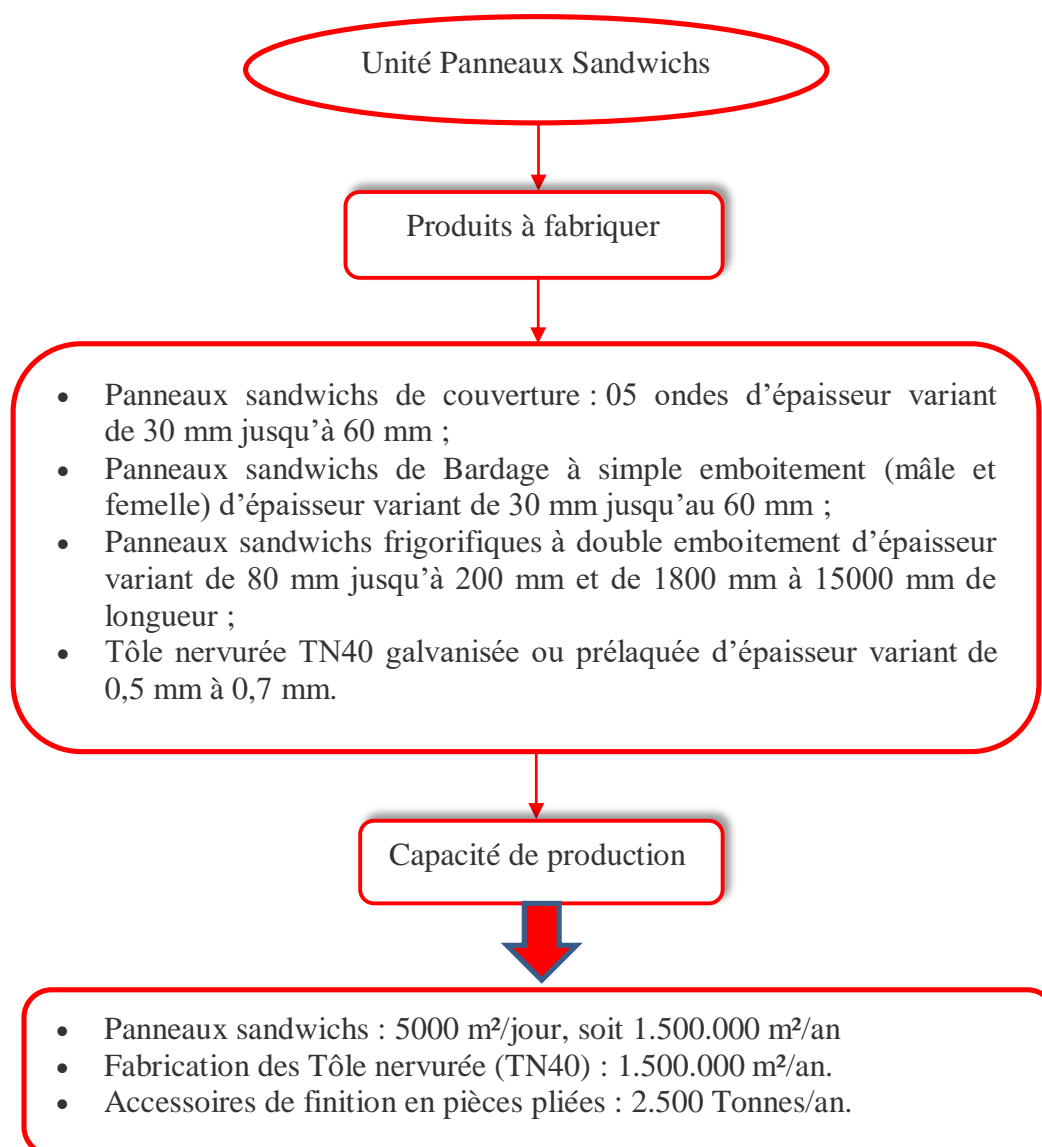 Unité Panneaux Sandwichs
Produits à fabriquer
• Panneaux sandwichs de couverture : 05 ondes d’épaisseur variant
de 30 mm jusqu’à 60 mm ;
• Panneaux sandwichs de Bardage à simple emboitement (mâle et
femelle) d’épaisseur variant de 30 mm jusqu’au 60 mm ;
• Panneaux sandwichs frigorifiques à double emboitement d’épaisseur
variant de 80 mm jusqu’à 200 mm et de 1800 mm à 15000 mm de
longueur ;
• Tôle nervurée TN40 galvanisée ou prélaquée d’épaisseur variant de
0,5 mm à 0,7 mm.
Capacité de production
• Panneaux sandwichs : 5000 m²/jour, soit 1.500.000 m²/an
• Fabrication des Tôle nervurée (TN40) : 1.500.000 m²/an.
• Accessoires de finition en pièces pliées : 2.500 Tonnes/an.